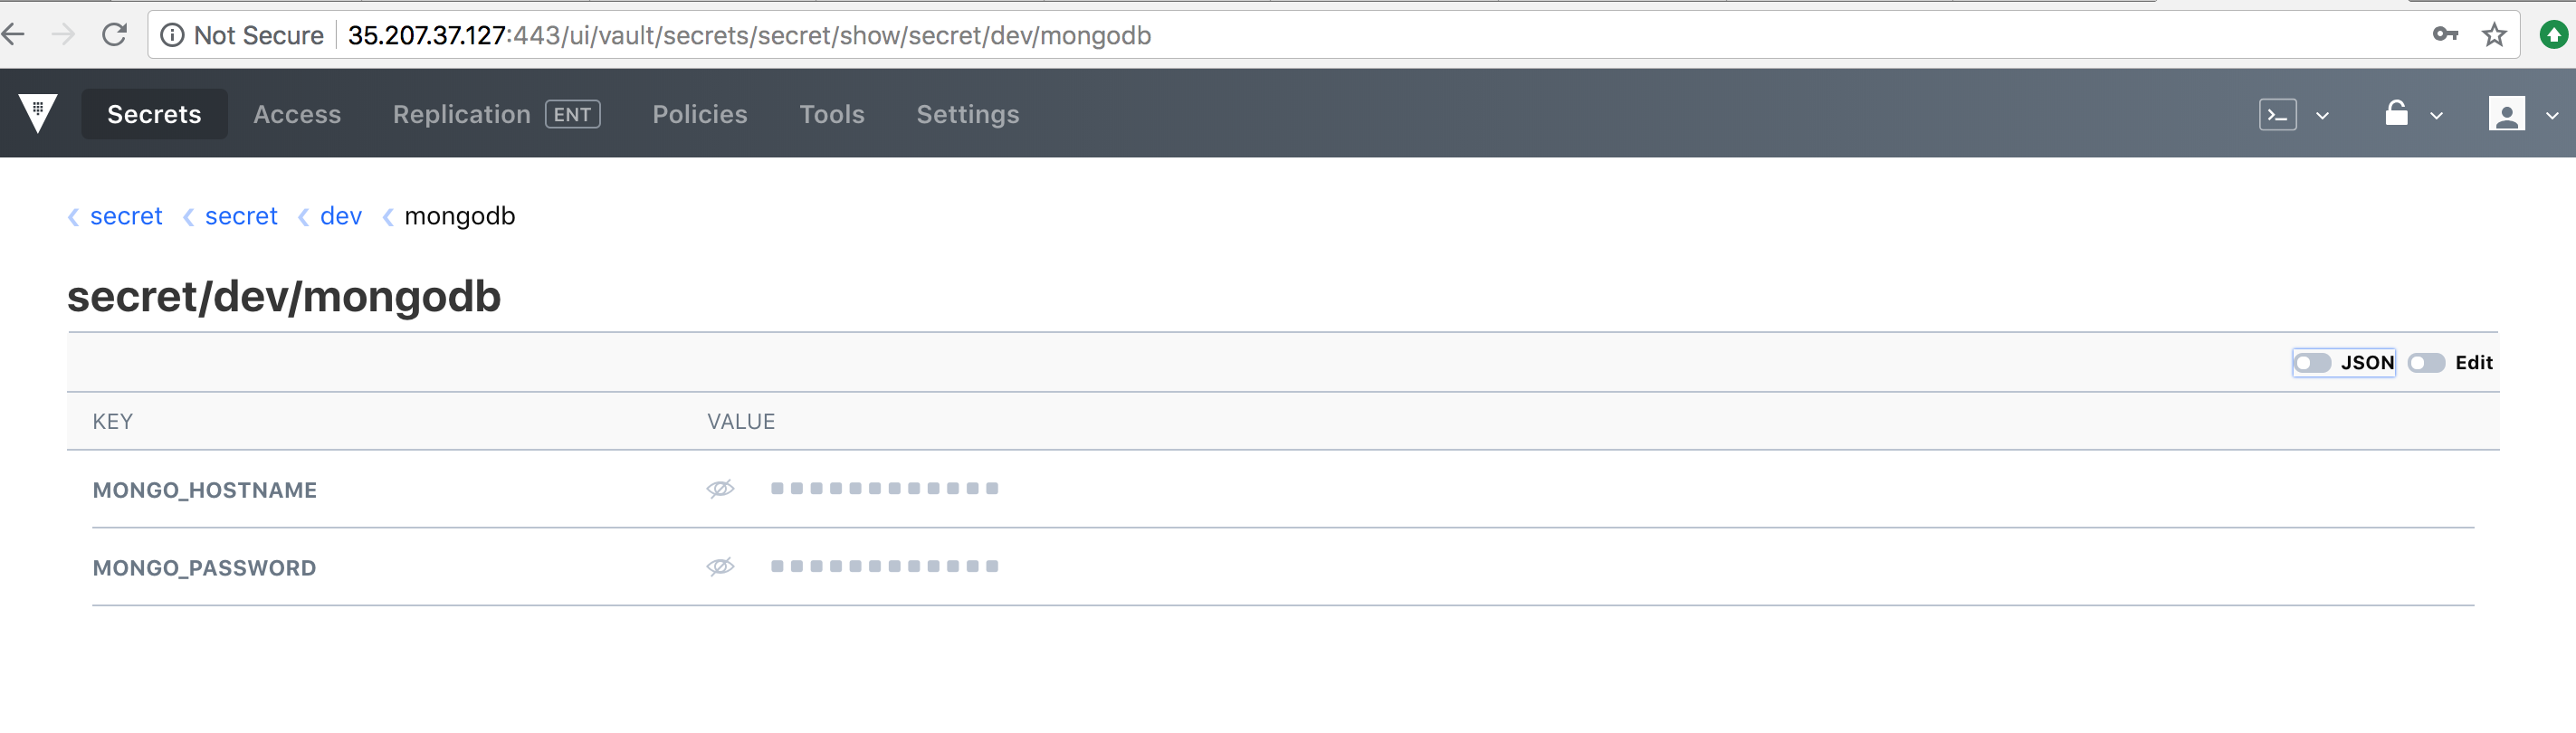 Not Secure 35.207.37.127:443/ui/vault/secrets/secret/show/secret/dev/mongodb
Secrets Access Replication ENT Policies Tools Settings
secret secret dev mongodb
secret/dev/mongodb
JSON Edit
KEY VALUE
MONGO_HOSTNAME
MONGO_PASSWORD